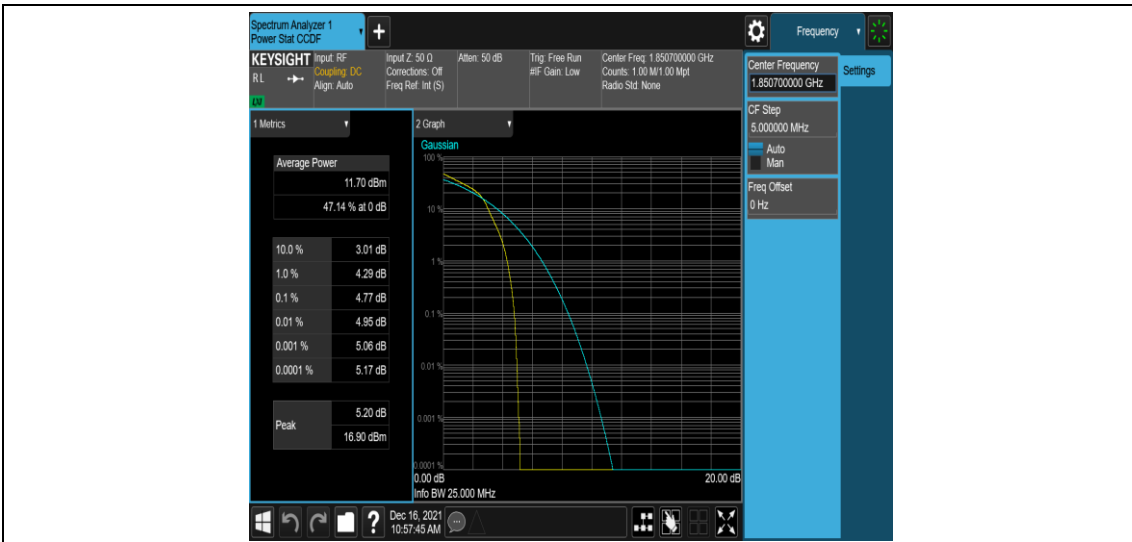 Spectrum Analyzer 1
Power Stat CCDF
+
Frequency
KEYSIGHT
RL
LXI
Input: RF
Coupling: DC
Align: Auto
Input Z: 50 Ω
Corrections: Off
Freq Ref: Int (S)
Atten: 50 dB
Trig: Free Run
#IF Gain: Low
Center Freq: 1.850700000 GHz
Counts: 1.00 M/1.00 Mpt
Radio Std: None
Center Frequency
1.850700000 GHz
Settings
CF Step
5.000000 MHz
Auto
Man
Freq Offset
0 Hz
1 Metrics
Average Power
11.70 dBm
47.14 % at 0 dB
10.0 % 3.01 dB
1.0 % 4.29 dB
0.1 % 4.77 dB
0.01 % 4.95 dB
0.001 % 5.06 dB
0.0001 % 5.17 dB
Peak
5.20 dB
16.90 dBm
2 Graph
Gaussian
100 %
10 %
1 %
0.1 %
0.01 %
0.001 %
0.0001 %
0.00 dB 20.00 dB
Info BW 25.000 MHz
?
Dec 16, 2021
10:57:45 AM